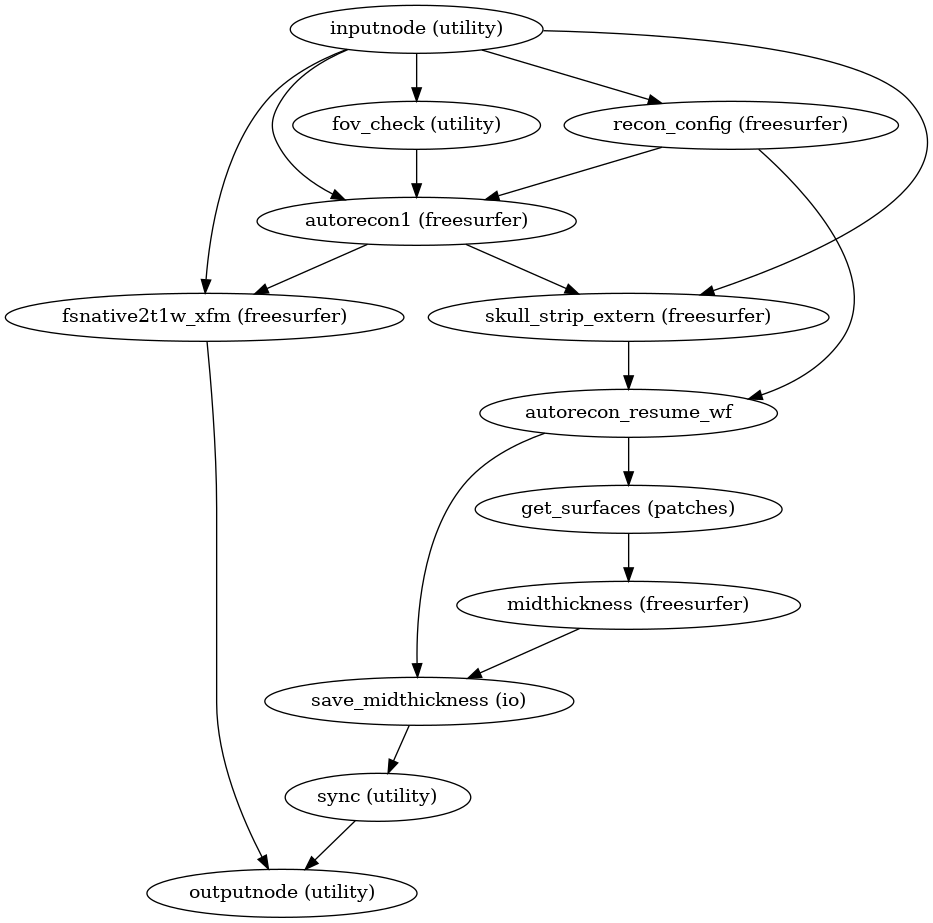 inputnode (utility)
fov_check (utility)
recon_config (freesurfer)
autorecon1 (freesurfer)
fsnative2t1w_xfm (freesurfer)
skull_strip_extern (freesurfer)
autorecon_resume_wf
get_surfaces (patches)
midthickness (freesurfer)
save_midthickness (io)
sync (utility)
outputnode (utility)